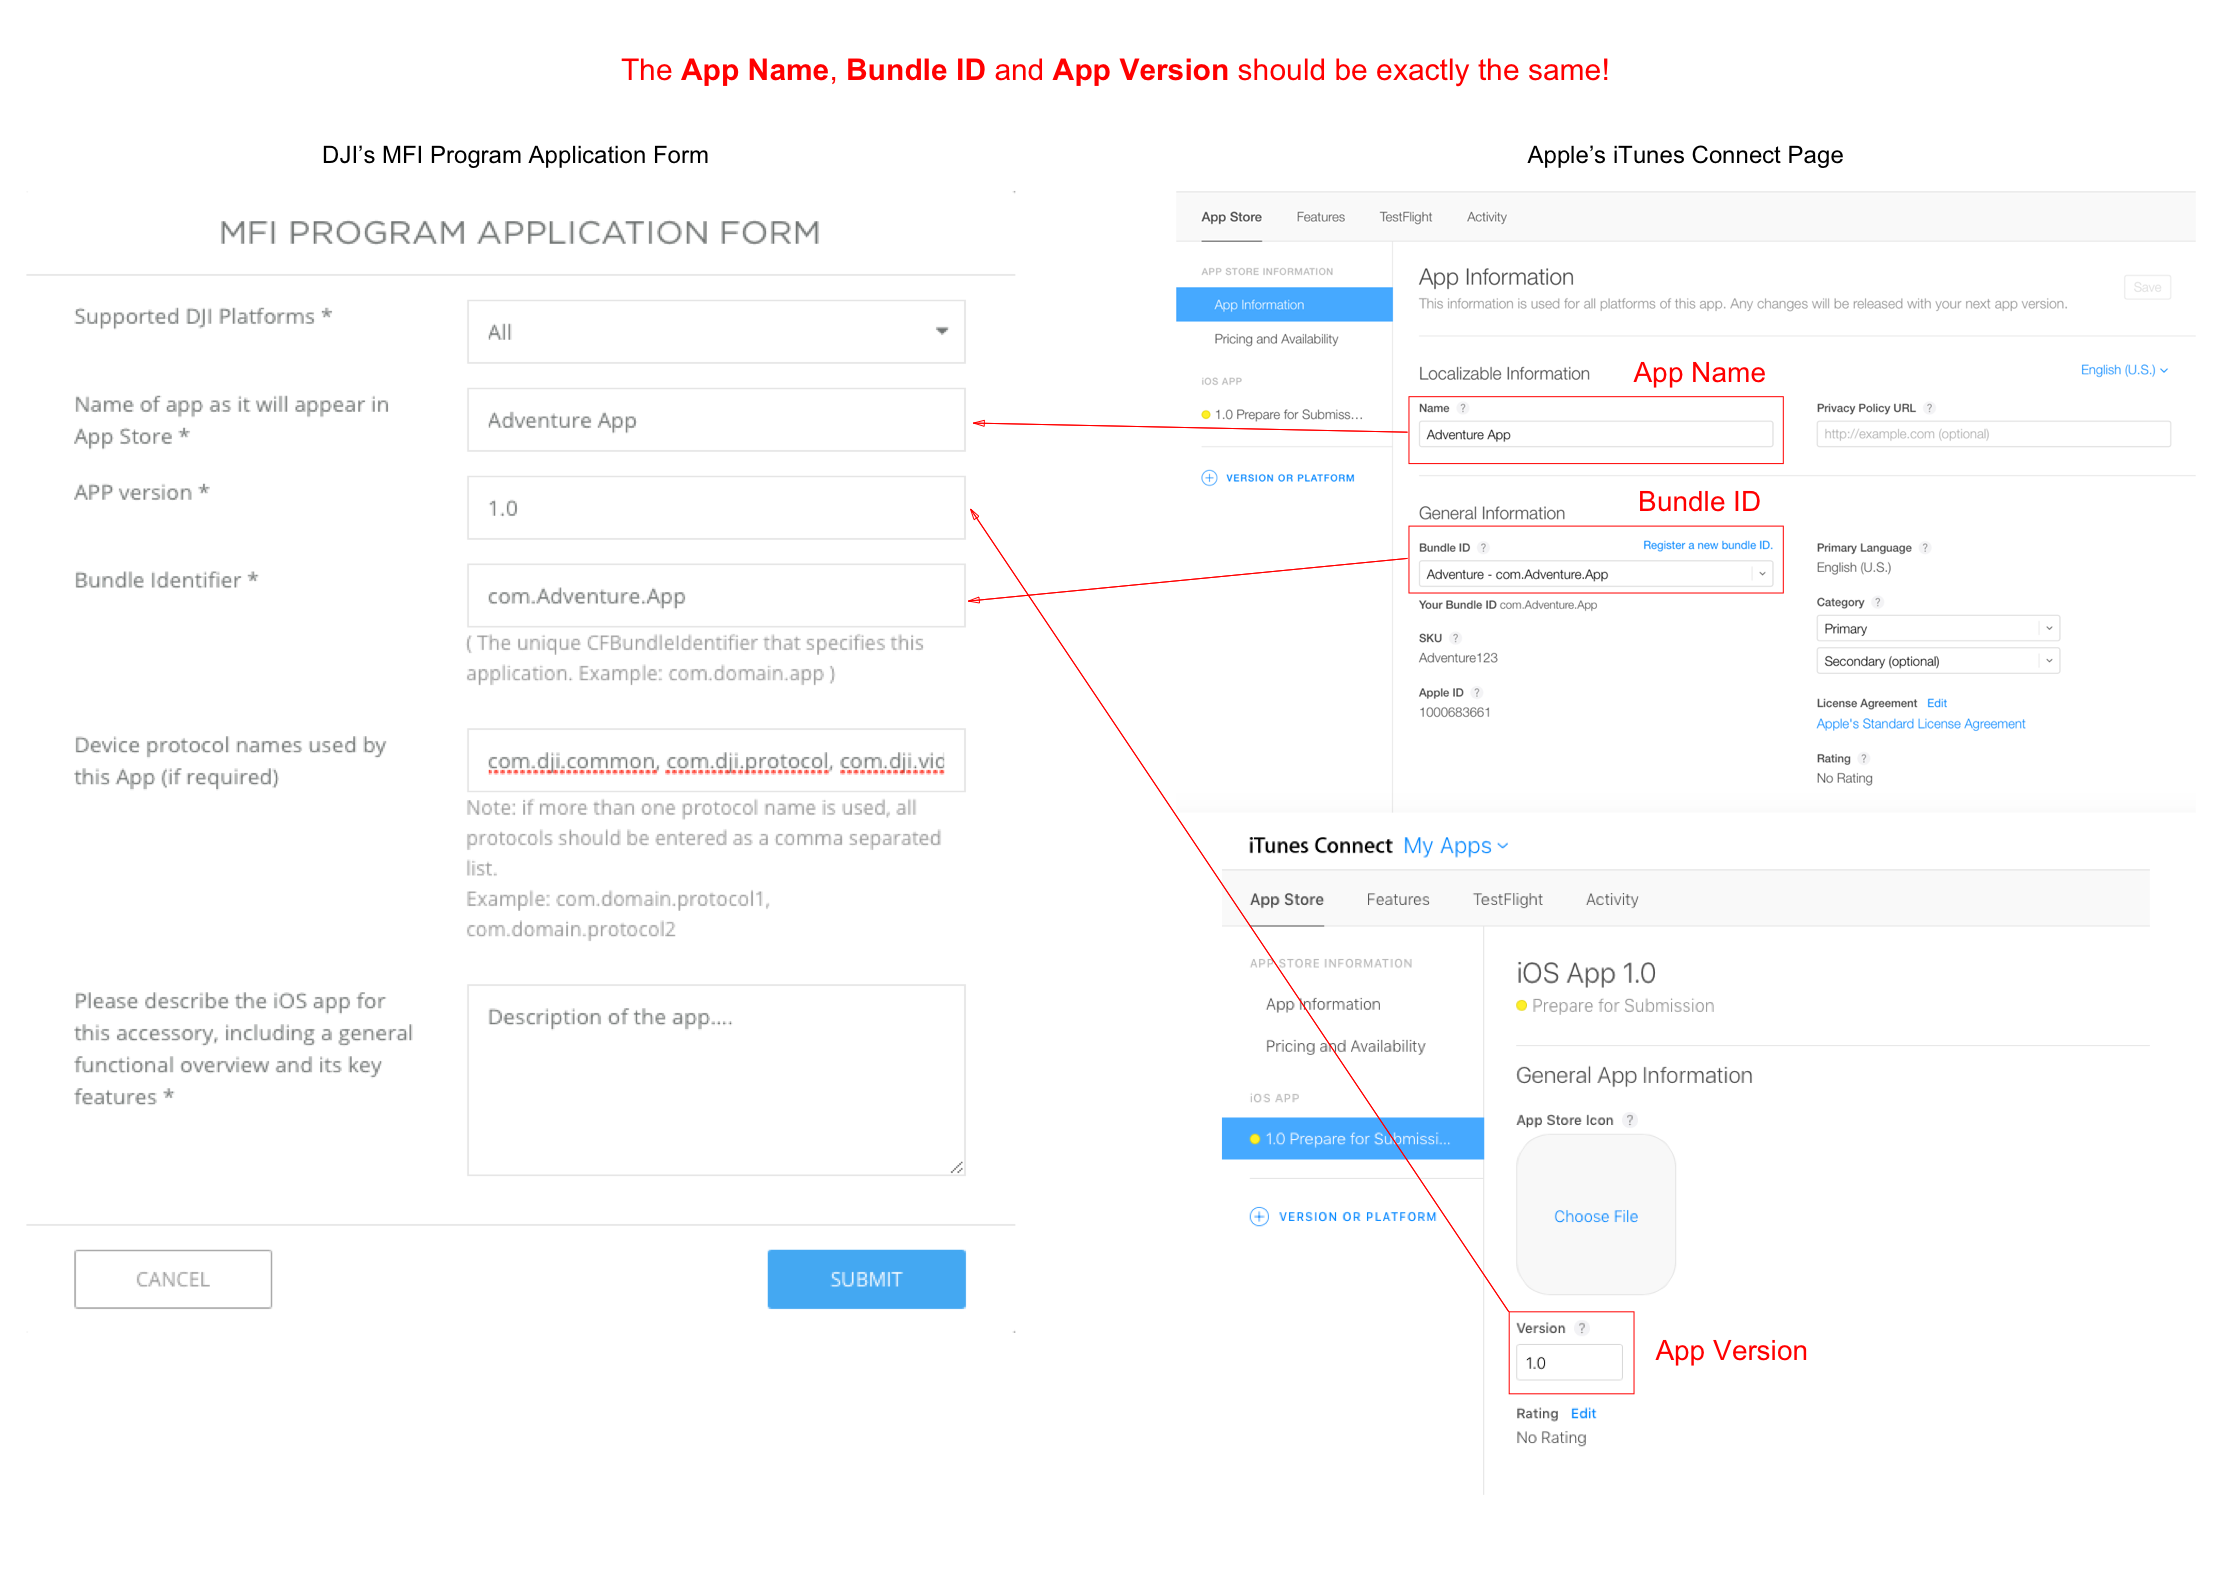 The App Name, Bundle ID and App Version should be exactly the same!
DJI’s MFI Program Application Form
MFI PROGRAM APPLICATION FORM
Supported DJI Platforms *
All
Name of app as it will appear in
App Store *
Adventure App
APP version *
1.0
Bundle Identifier *
com.Adventure.App
( The unique CFBundleIdentifier that specifies this
application. Example: com.domain.app )
Device protocol names used by
this App (if required)
com.dji.common, com.dji.protocol, com.dji.vid
Note: if more than one protocol name is used, all
protocols should be entered as a comma separated
list.
Example: com.domain.protocol1,
com.domain.protocol2
Please describe the iOS app for
this accessory, including a general
functional overview and its key
features *
Description of the app....
CANCEL
SUBMIT
Apple’s iTunes Connect Page
App Store Features TestFlight Activity
APP STORE INFORMATION
App Information
Pricing and Availability
iOS APP
1.0 Prepare for Submiss...
VERSION OR PLATFORM
App Information
Save
This information is used for all platforms of this app. Any changes will be released with your next app version.
Localizable Information
App Name
English (U.S.)
Name ?
Adventure App
Privacy Policy URL ?
http://example.com (optional)
General Information
Bundle ID
Bundle ID ? Register a new bundle ID.
Adventure - com.Adventure.App
Your Bundle ID com.Adventure.App
SKU ?
Adventure123
Apple ID ?
1000683661
Primary Language ?
English (U.S.)
Category ?
Primary
Secondary (optional)
License Agreement Edit
Apple's Standard License Agreement
Rating ?
No Rating
iTunes Connect My Apps
App Store Features TestFlight Activity
APP STORE INFORMATION
App Information
Pricing and Availability
iOS APP
1.0 Prepare for Submissi...
VERSION OR PLATFORM
iOS App 1.0
Prepare for Submission
General App Information
App Store Icon ?
Choose File
Version ?
1.0
App Version
Rating Edit
No Rating